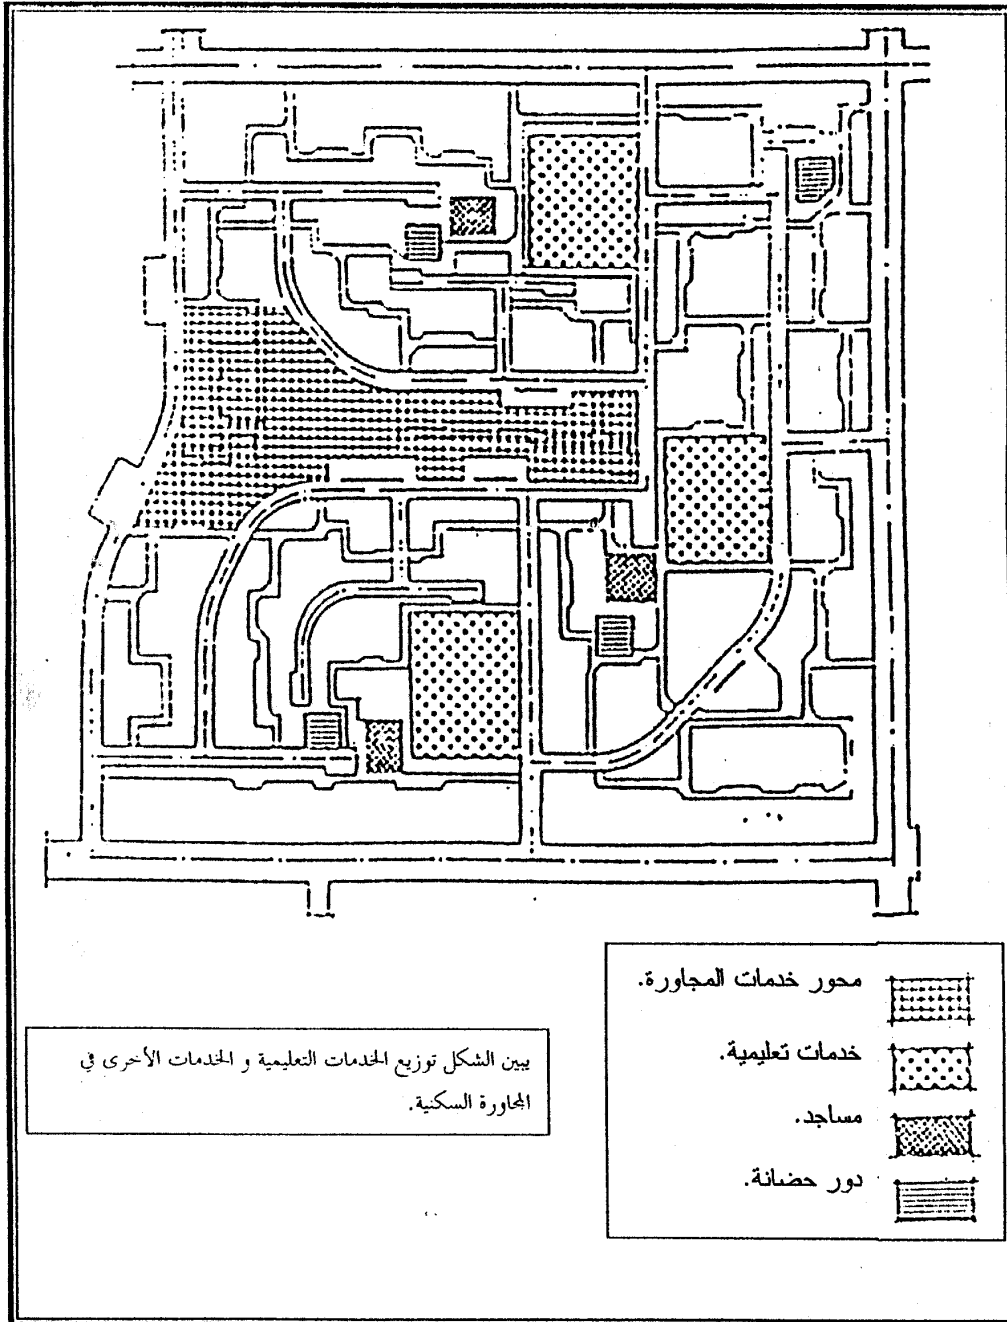 محور خدمات المجاورة.
خدمات تعليمية.
مساجد.
دور حضانة.
يبين الشكل توزيع الخدمات التعليمية و الخدمات الأخرى في
المجاورة السكنية.